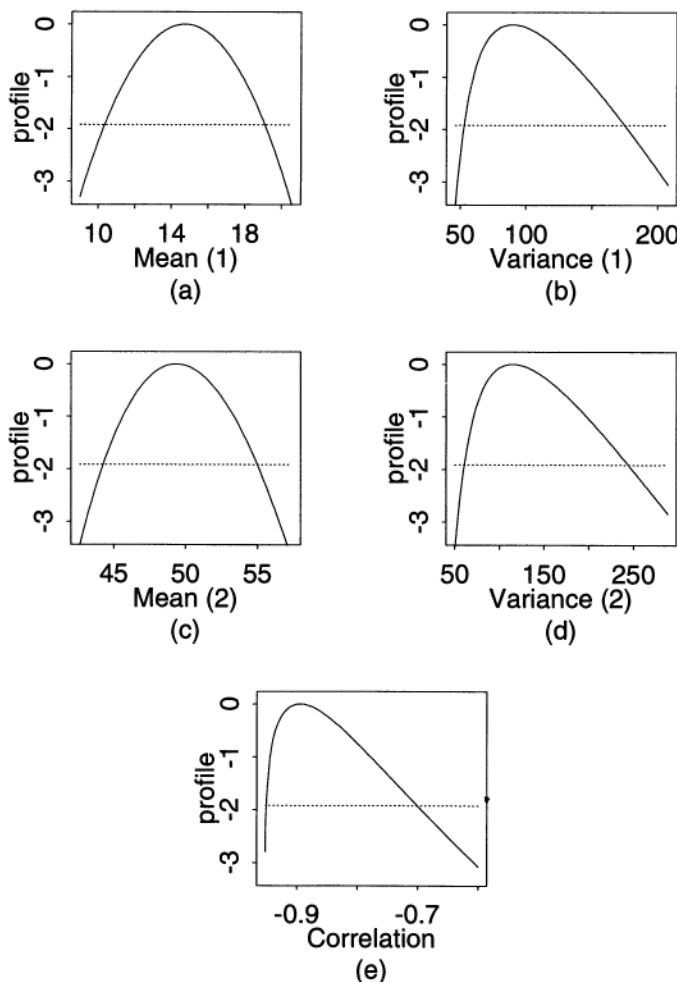 0
-1
-2
-3
profile
10 14 18
Mean (1)
(a)
0
-1
-2
-3
profile
50 100 200
Variance (1)
(b)
0
-1
-2
-3
profile
45 50 55
Mean (2)
(c)
0
-1
-2
-3
profile
50 150 250
Variance (2)
(d)
0
-1
-2
-3
profile
-0.9 -0.7
Correlation
(e)